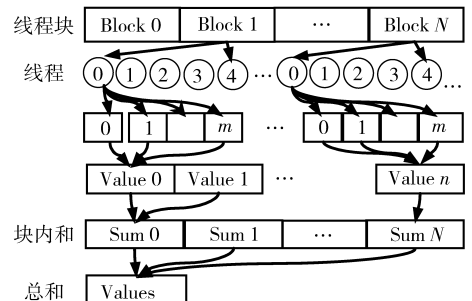 线程块 Block 0 Block 1 … Block N
线程 0 1 2 3 4 … 0 1 2 3 4 …
0 1 m … 0 1 m
Value 0 Value 1 … Value n
块内和 Sum 0 Sum 1 … Sum N
总和 Values